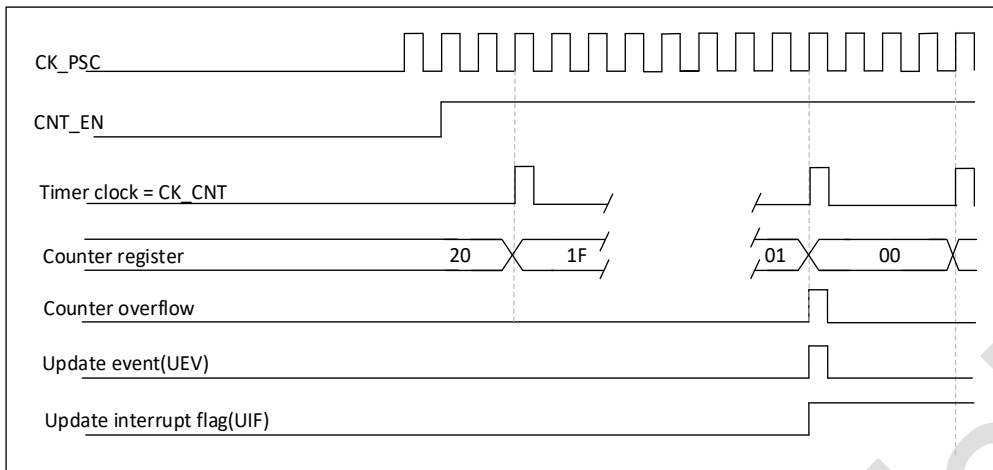 CK_PSC
CNT_EN
Timer clock = CK_CNT
Counter register 20 1F 01 00
Counter overflow
Update event(UEV)
Update interrupt flag(UIF)